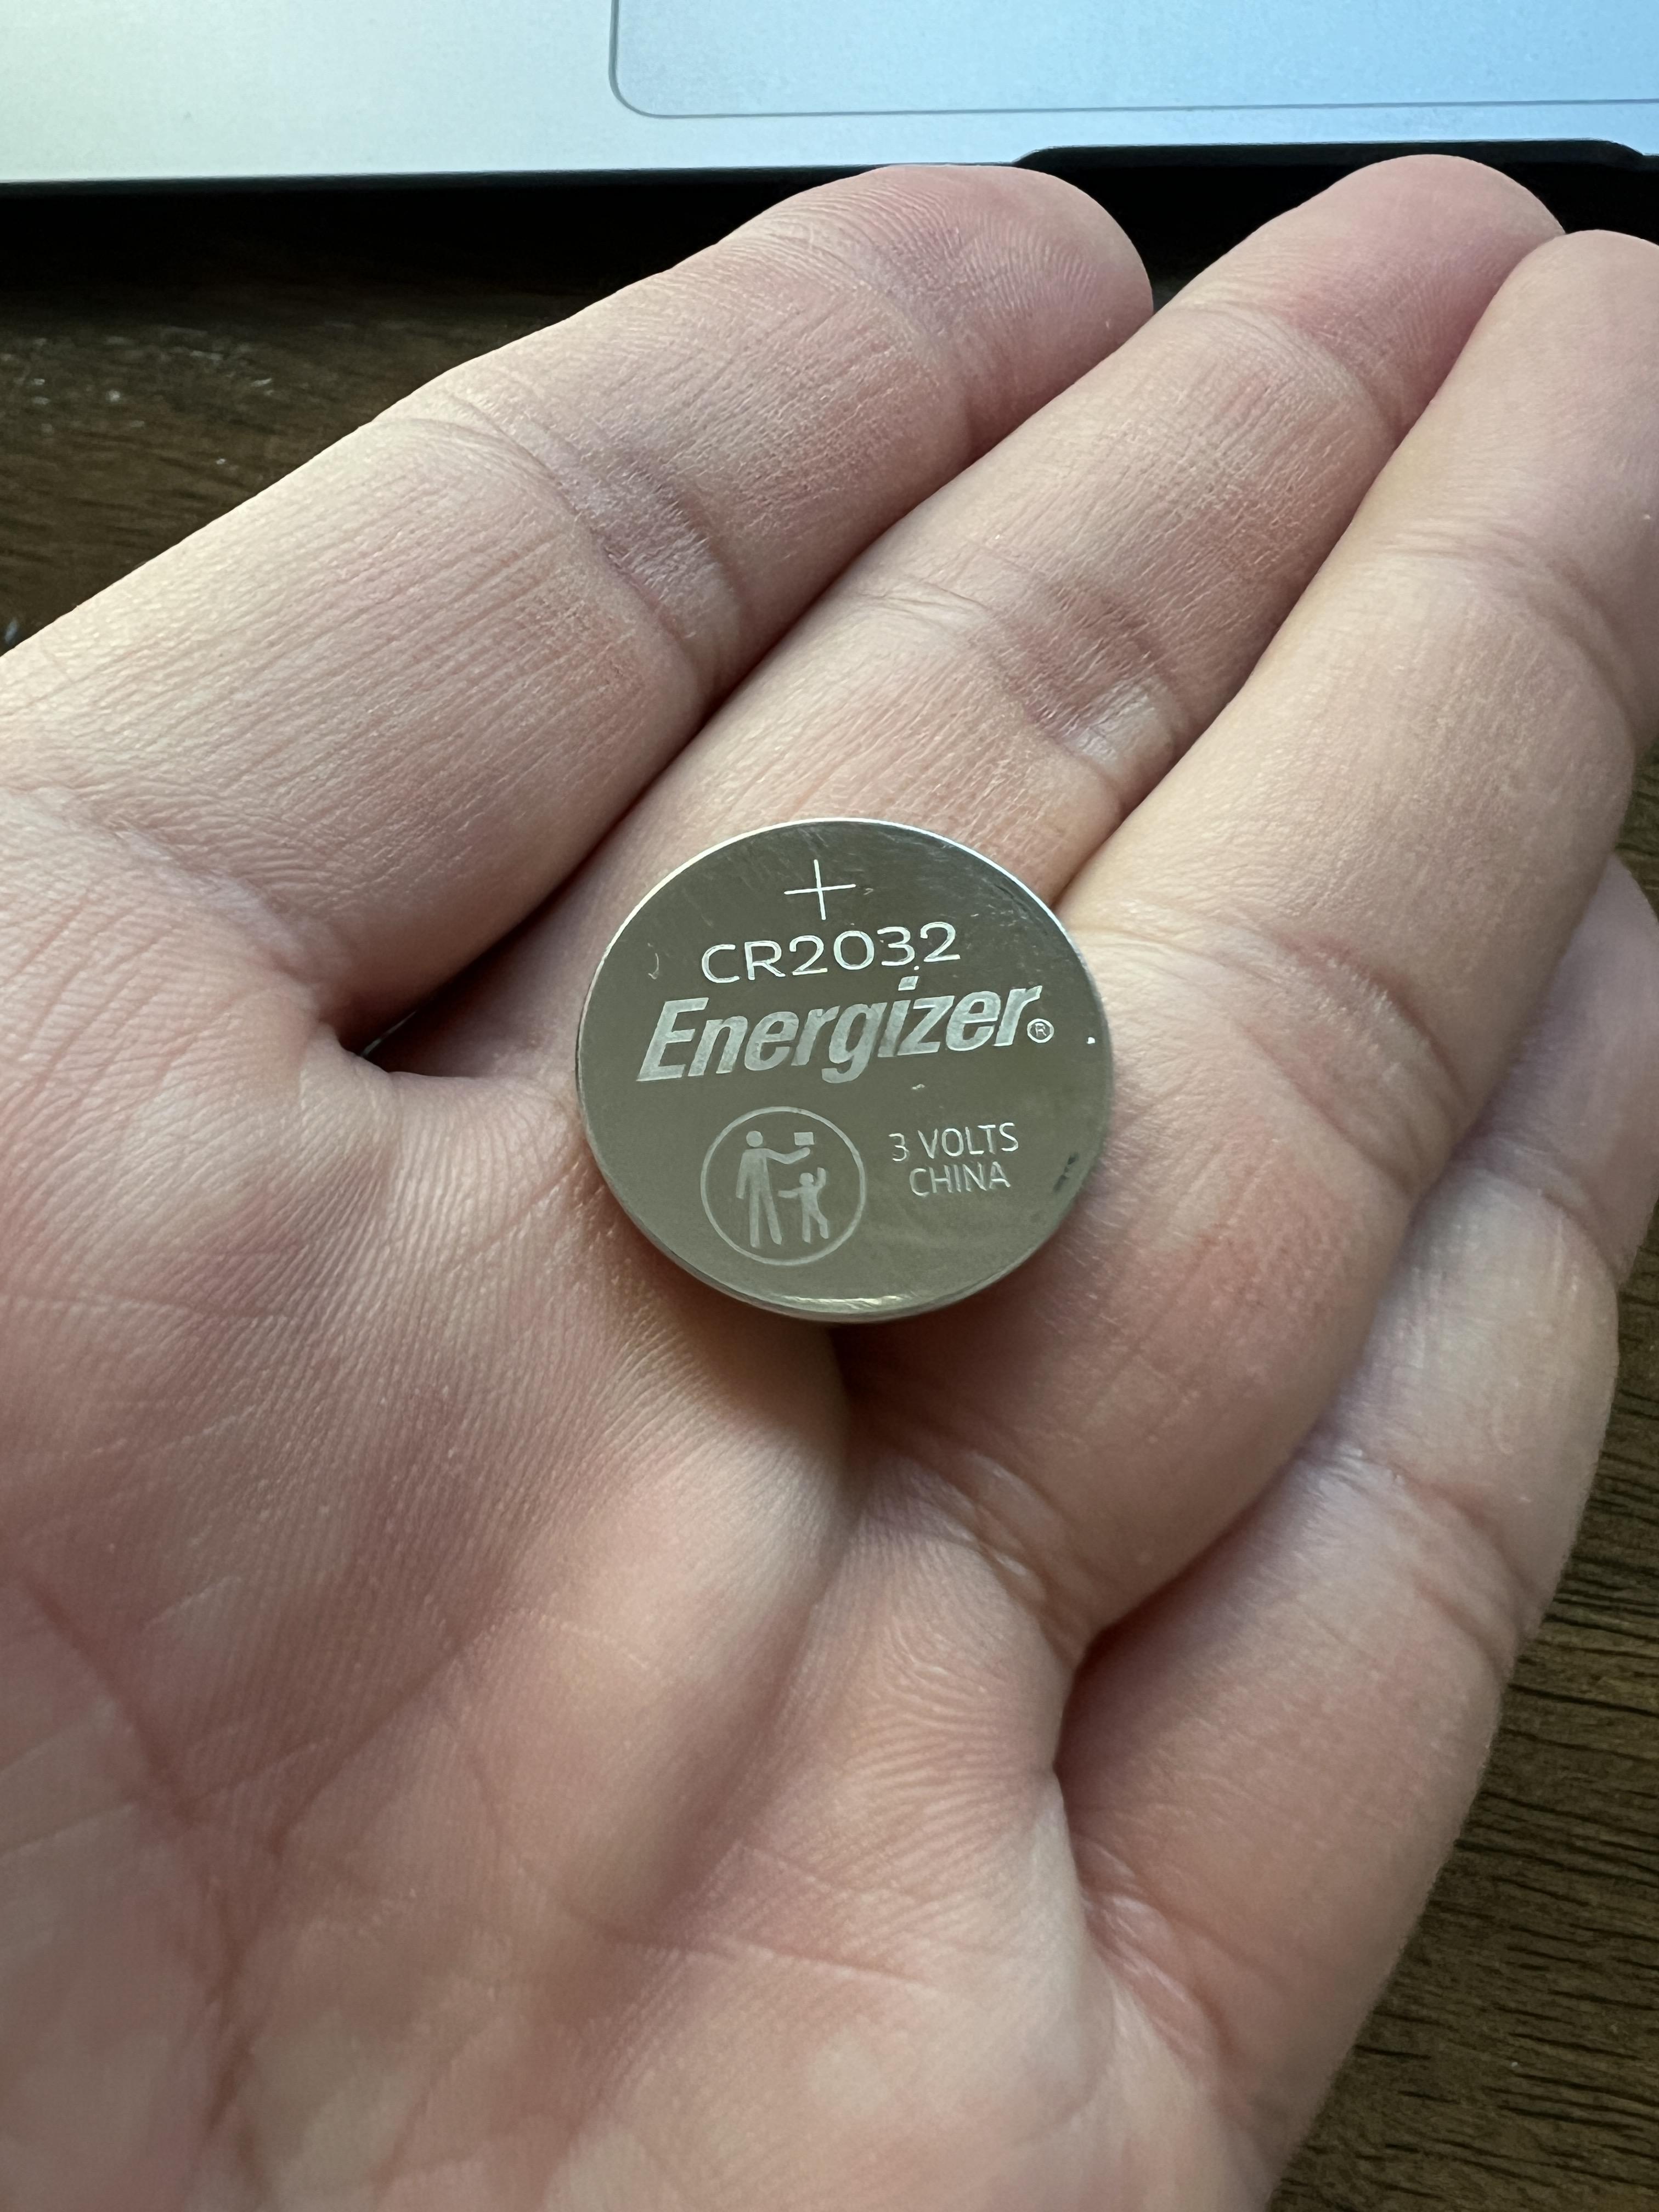 +
CR2032
Energizer®
3 VOLTS
CHINA